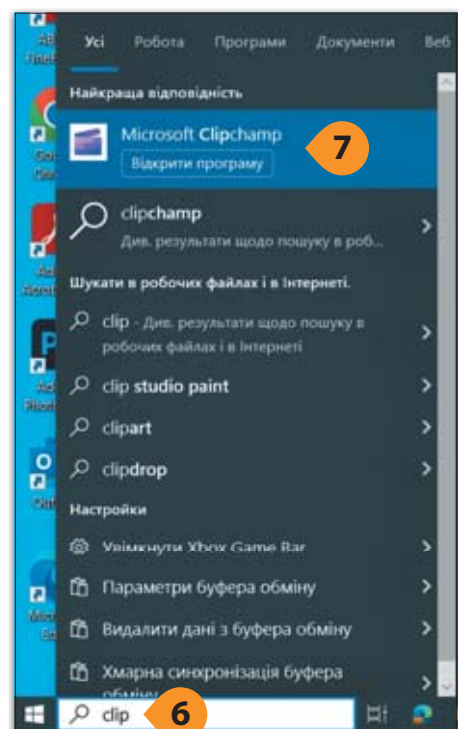 Усі Робота Програми Документи Веб
Найкраща відповідність
Microsoft Clipchamp
Відкрити програму
7
clipchamp
Див. результати щодо пошуку в роб...
Шукати в робочих файлах і в Інтернеті.
clip - Див. результати щодо пошуку в
робочих файлах і в Інтернеті
clip studio paint
clipart
clipdrop
Настройки
Увімкнути Xbox Game Bar
Параметри буфера обміну
Видалити дані з буфера обміну
Хмарна синхронізація буфера
обміну
clip
6